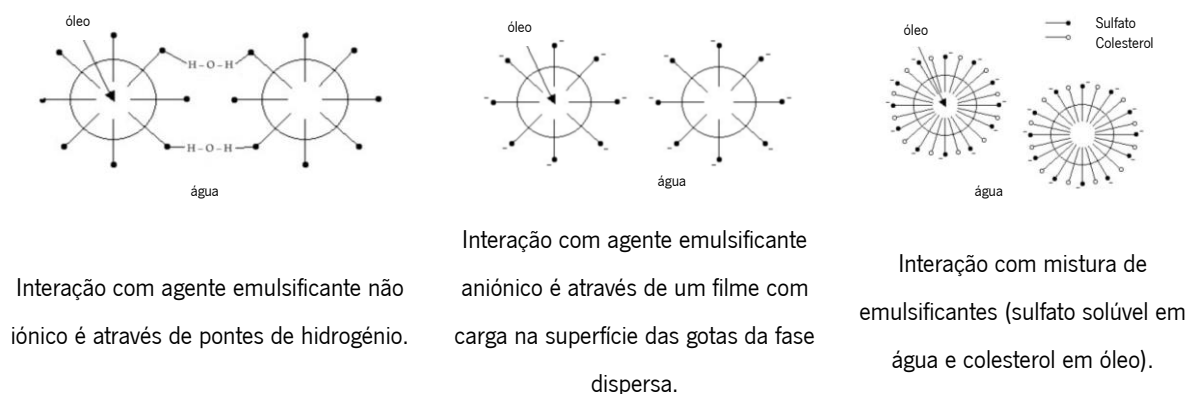 óleo
H–O–H
H–O–H
água
Interação com agente emulsificante não
iónico é através de pontes de hidrogénio.
óleo
água
Interação com agente emulsificante
aniónico é através de um filme com
carga na superfície das gotas da fase
dispersa.
óleo
Sulfato
Colesterol
água
Interação com mistura de
emulsificantes (sulfato solúvel em
água e colesterol em óleo).